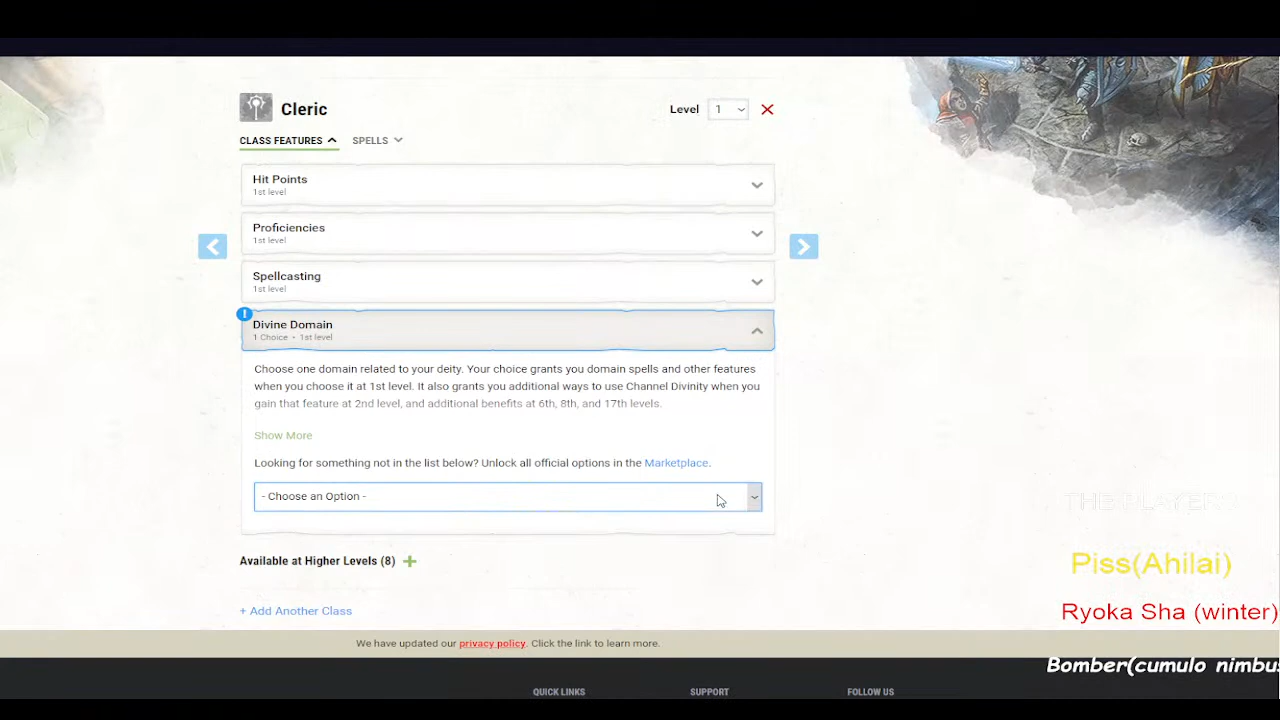 Cleric
Level 1
CLASS FEATURES SPELLS
Hit Points
1st level
Proficiencies
1st level
Spellcasting
1st level
!
Divine Domain
1 Choice • 1st level
Choose one domain related to your deity. Your choice grants you domain spells and other features
when you choose it at 1st level. It also grants you additional ways to use Channel Divinity when you
gain that feature at 2nd level, and additional benefits at 6th, 8th, and 17th levels.
Show More
Looking for something not in the list below? Unlock all official options in the Marketplace.
- Choose an Option -
THE PLAYERS
Available at Higher Levels (8)
Piss(Ahilai)
+ Add Another Class
Ryoka Sha (winter)
We have updated our privacy policy. Click the link to learn more.
Bomber(cumulo nimbus
QUICK LINKS SUPPORT FOLLOW US